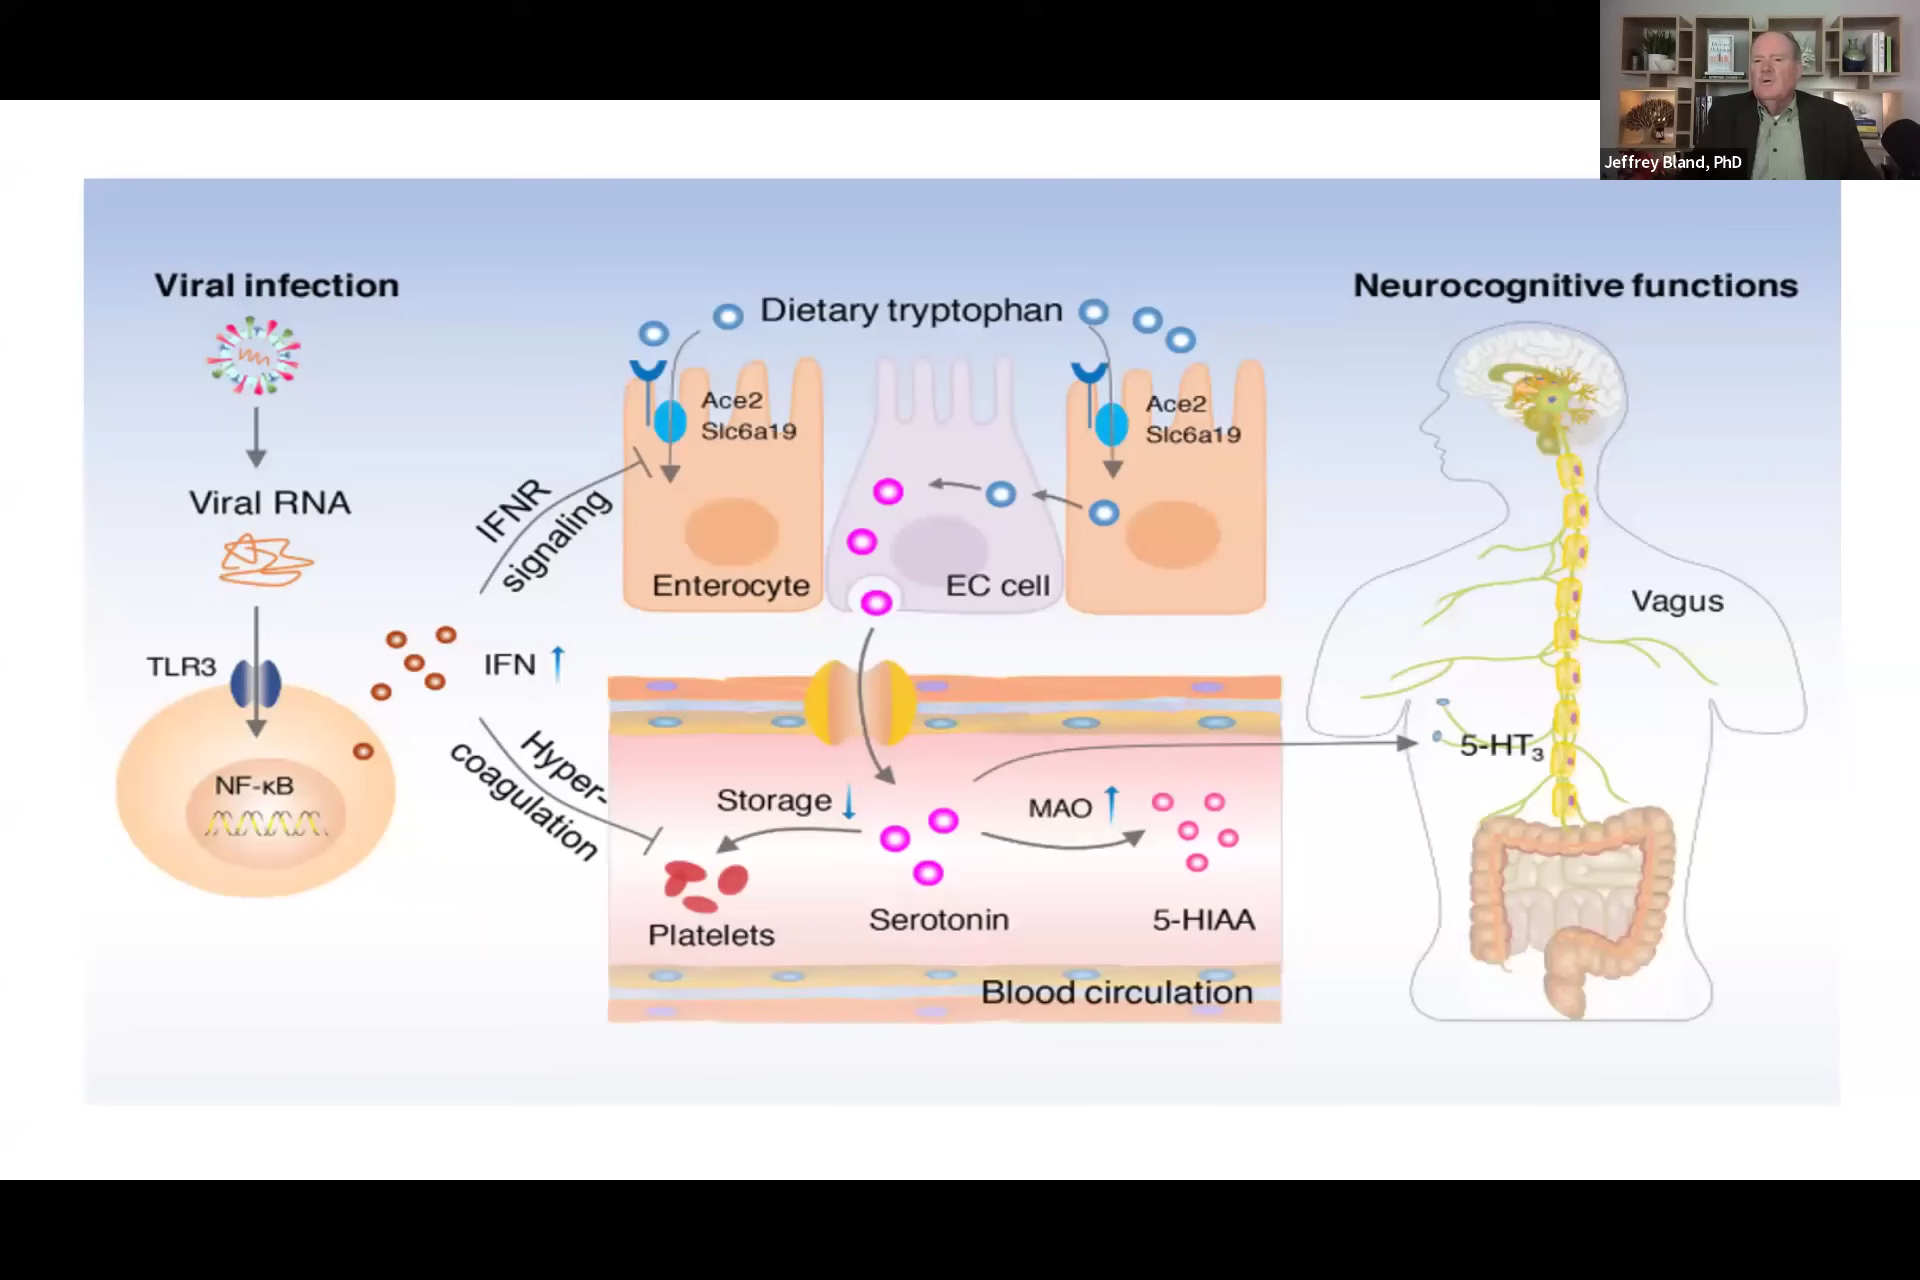 Jeffrey Bland, PhD
Viral infection
Viral RNA
TLR3
NF-κB
IFN
IFNR
signaling
Hyper-
coagulation
Dietary tryptophan
Ace2
Slc6a19
Ace2
Slc6a19
Enterocyte
EC cell
Storage
MAO
Platelets
Serotonin
5-HIAA
Blood circulation
Neurocognitive functions
Vagus
5-HT3